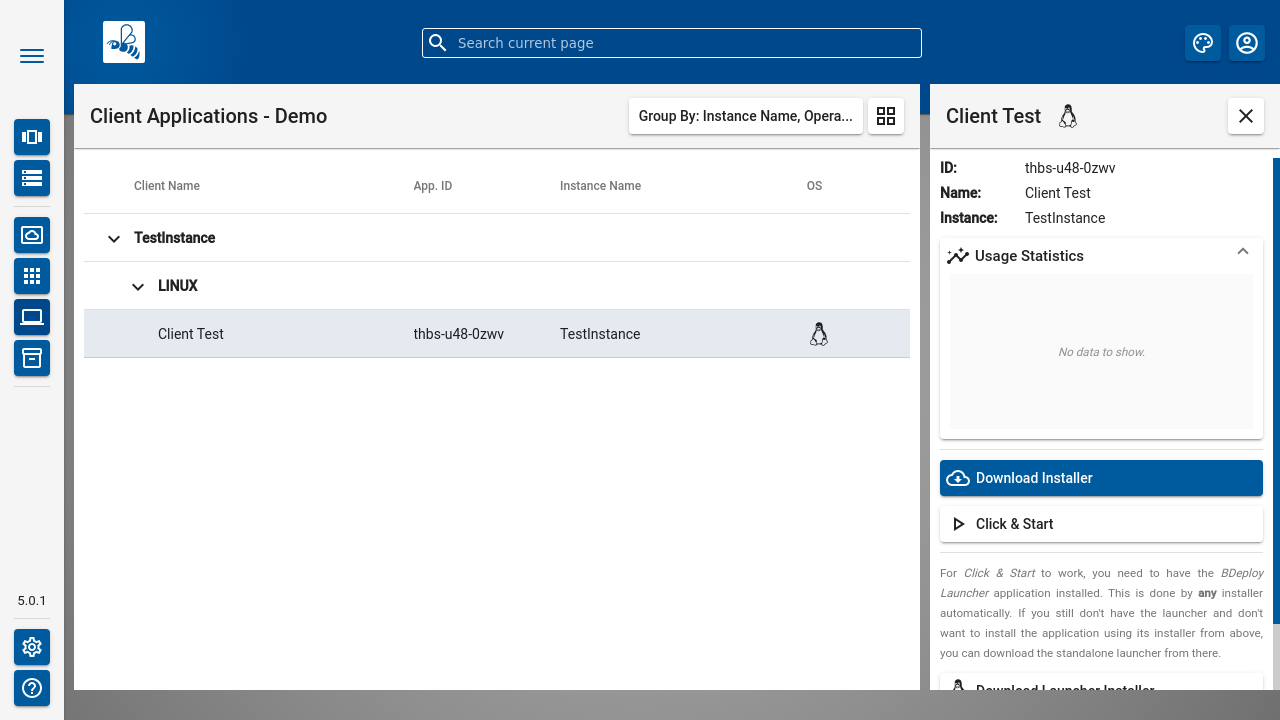 Search current page
Client Applications - Demo
Group By: Instance Name, Opera...
Client Name App. ID Instance Name OS
TestInstance
LINUX
Client Test thbs-u48-0zwv TestInstance
5.0.1
Client Test
ID: thbs-u48-0zwv
Name: Client Test
Instance: TestInstance
Usage Statistics
No data to show.
Download Installer
Click & Start
For Click & Start to work, you need to have the BDeploy
Launcher application installed. This is done by any installer
automatically. If you still don't have the launcher and don't
want to install the application using its installer from above,
you can download the standalone launcher from there.
Download Launcher Installer